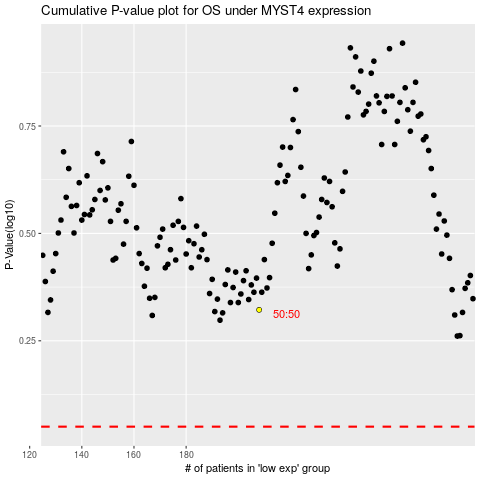 Cumulative P-value plot for OS under MYST4 expression
P-Value(log10)
0.75
0.50
0.25
50:50
120 140 160 180
# of patients in 'low exp' group